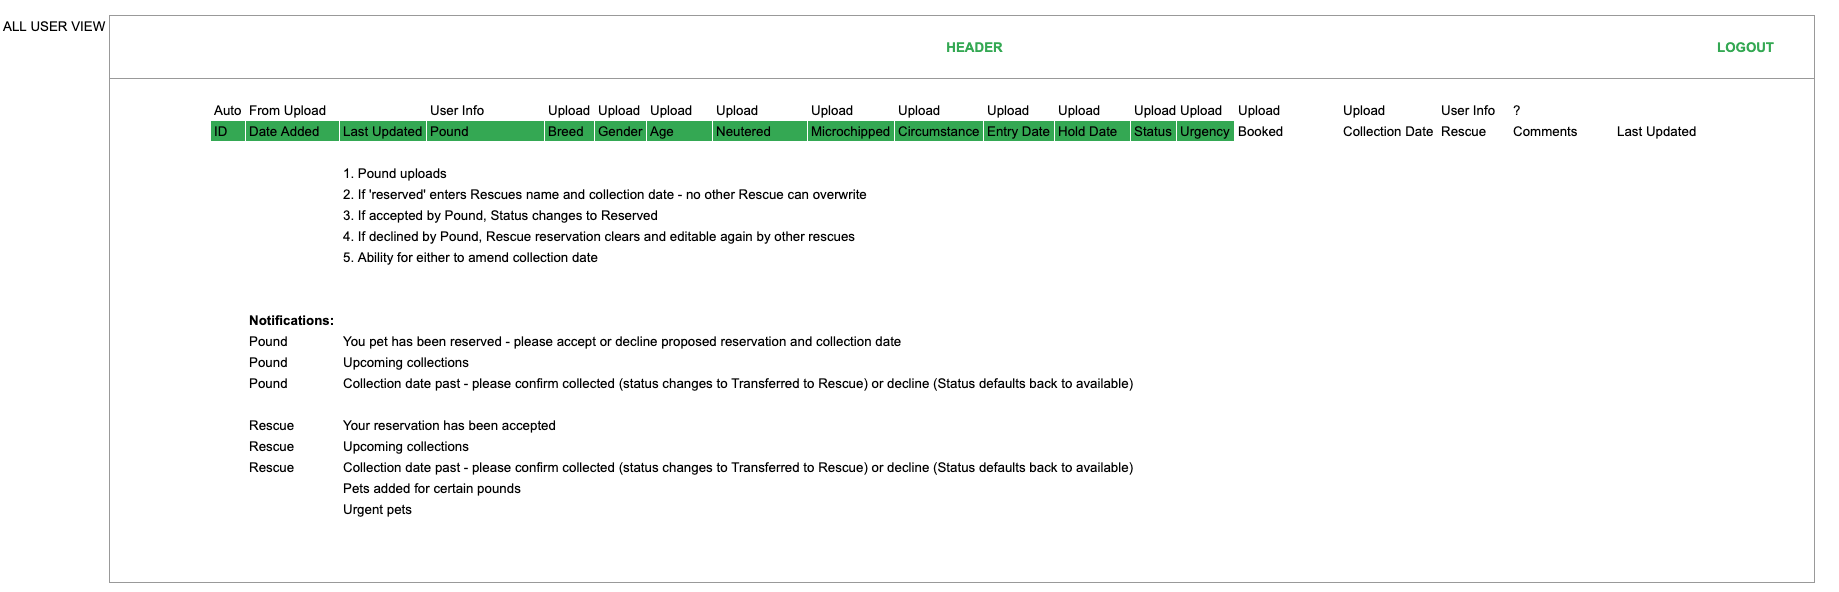 ALL USER VIEW
HEADER LOGOUT
Auto From Upload User Info Upload Upload Upload Upload Upload Upload Upload Upload Upload Upload Upload Upload User Info ?
ID Date Added Last Updated Pound Breed Gender Age Neutered Microchipped Circumstance Entry Date Hold Date Status Urgency Booked Collection Date Rescue Comments Last Updated
1. Pound uploads
2. If 'reserved' enters Rescues name and collection date - no other Rescue can overwrite
3. If accepted by Pound, Status changes to Reserved
4. If declined by Pound, Rescue reservation clears and editable again by other rescues
5. Ability for either to amend collection date
Notifications:
Pound You pet has been reserved - please accept or decline proposed reservation and collection date
Pound Upcoming collections
Pound Collection date past - please confirm collected (status changes to Transferred to Rescue) or decline (Status defaults back to available)
Rescue Your reservation has been accepted
Rescue Upcoming collections
Rescue Collection date past - please confirm collected (status changes to Transferred to Rescue) or decline (Status defaults back to available)
Pets added for certain pounds
Urgent pets